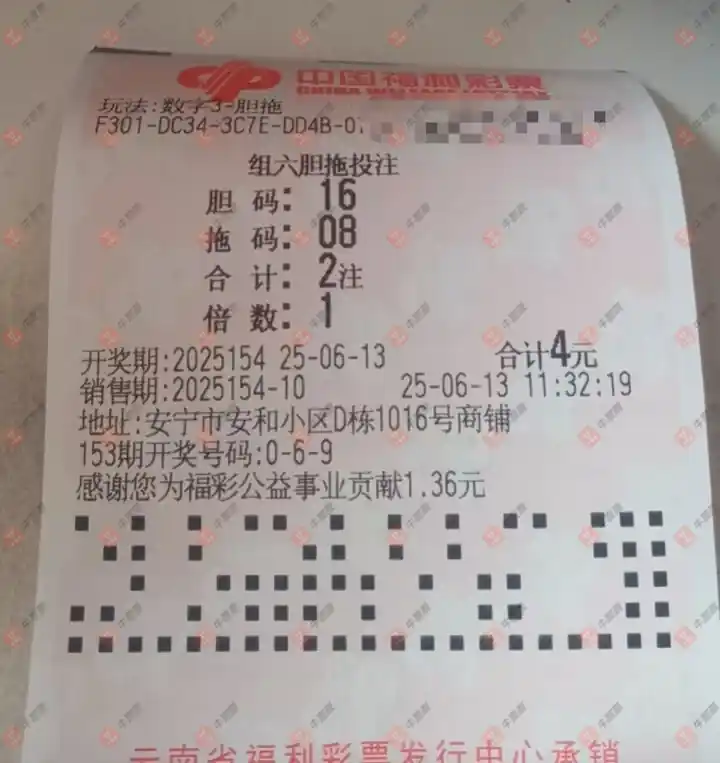 中国福利彩票
玩法:数字3-胆拖
F301-DC34-3C7E-DD4B-0
组六胆拖投注
胆 码: 16
拖 码: 08
合 计: 2注
倍 数: 1
开奖期:2025154 25-06-13 合计4元
销售期:2025154-10 25-06-13 11:32:19
地址:安宁市安和小区D栋1016号商铺
153期开奖号码:0-6-9
感谢您为福彩公益事业贡献1.36元
云南省福利彩票发行中心承销